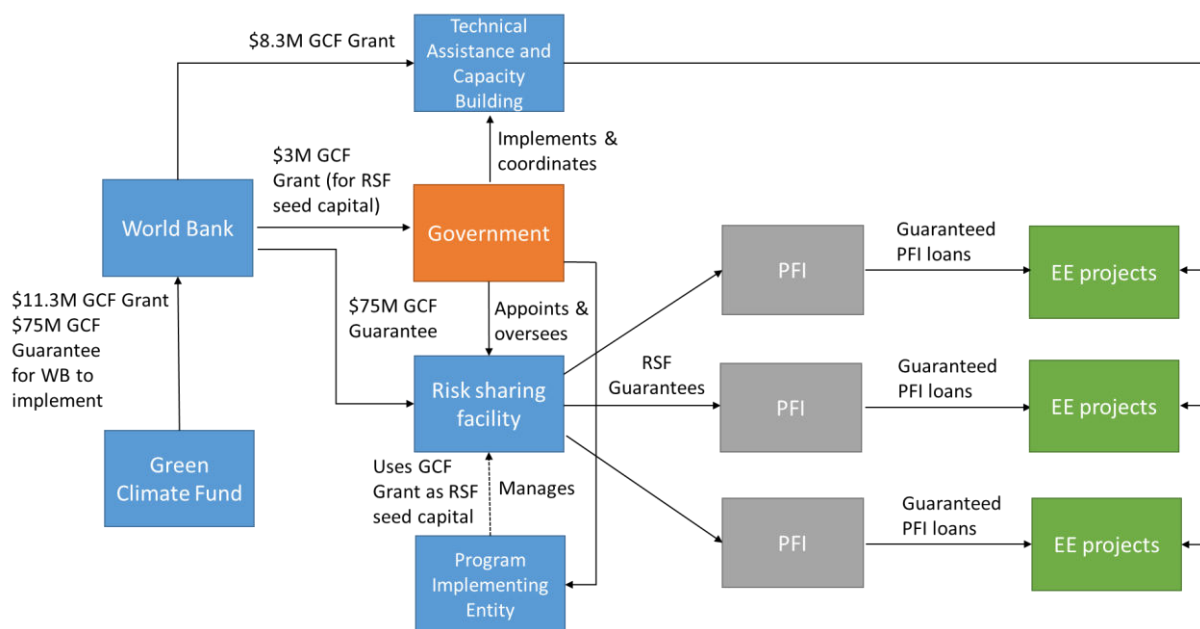 $8.3M GCF Grant
Technical
Assistance and
Capacity
Building
Implements &
coordinates
$3M GCF
Grant (for RSF
seed capital)
World Bank
Government
$11.3M GCF Grant
$75M GCF
Guarantee
for WB to
implement
$75M GCF
Guarantee
Appoints &
oversees
Green
Climate Fund
Risk sharing
facility
Uses GCF
Grant as RSF
seed capital
Manages
Program
Implementing
Entity
RSF
Guarantees
PFI
Guaranteed
PFI loans
EE projects
PFI
Guaranteed
PFI loans
EE projects
PFI
Guaranteed
PFI loans
EE projects